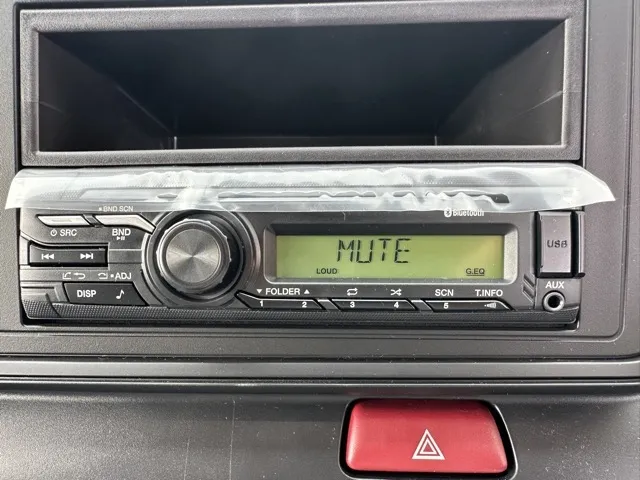 BND SCN
Bluetooth
SRC
BND
MUTE
USB
LOUD
G.EQ
ADJ
AUX
DISP
FOLDER
SCN
T.INFO
1
2
3
4
5